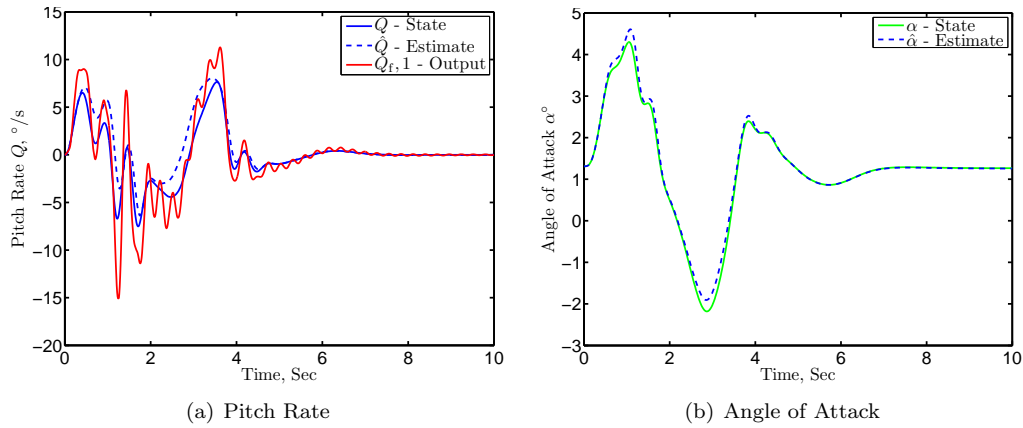 15
10
5
0
−5
−10
−15
−20
Pitch Rate Q, °/s
Q - State
Q̂ - Estimate
Q_f, 1 - Output
0 2 4 6 8 10
Time, Sec
(a) Pitch Rate
5
4
3
2
1
0
−1
−2
−3
Angle of Attack α°
α - State
α̂ - Estimate
0 2 4 6 8 10
Time, Sec
(b) Angle of Attack